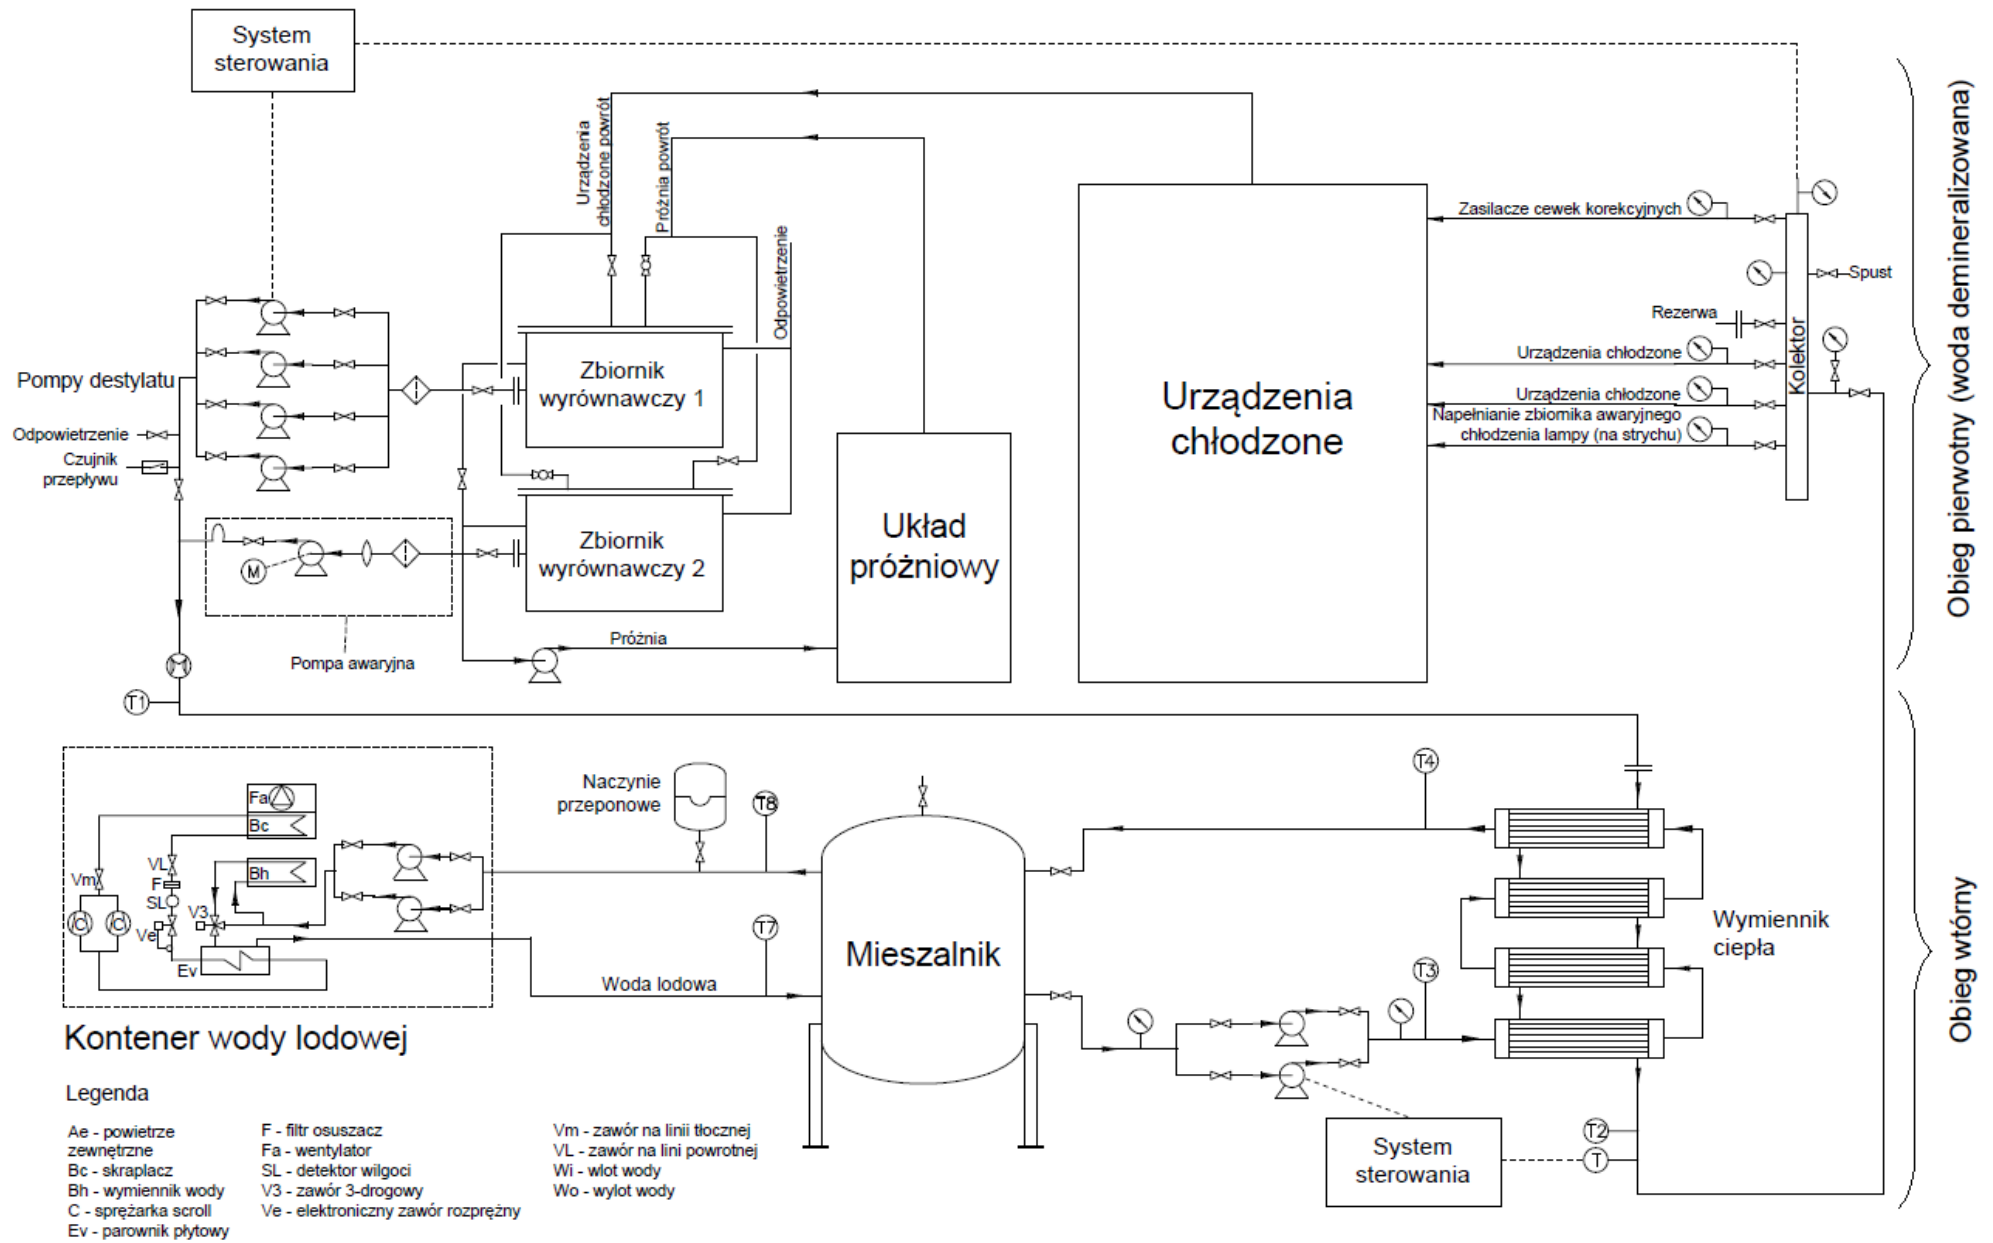 System
sterowania
Urządzenia
chłodzone powrót
Próżnia powrót
Odpowietrzenie
Zasilacze cewek korekcyjnych
Spust
Rezerwa
Kolektor
Urządzenia chłodzone
Urządzenia chłodzone
Napełnianie zbiornika awaryjnego
chłodzenia lampy (na strychu)
Obieg pierwotny (woda demineralizowana)
Pompy destylatu
Odpowietrzenie
Czujnik
przepływu
Zbiornik
wyrównawczy 1
Zbiornik
wyrównawczy 2
Urządzenia
chłodzone
Układ
próżniowy
M
Pompa awaryjna
Próżnia
M
T1
Naczynie
przeponowe
T8
T4
Fa
Bc
VL
Vm
F
Bh
SL
V3
C
C
Ve
Ev
T7
Woda lodowa
Mieszalnik
Wymiennik
ciepła
T3
Obieg wtórny
Kontener wody lodowej
T2
T
System
sterowania
Legenda
Ae - powietrze
zewnętrzne
Bc - skraplacz
Bh - wymiennik wody
C - sprężarka scroll
Ev - parownik płytowy
F - filtr osuszacz
Fa - wentylator
SL - detektor wilgoci
V3 - zawór 3-drogowy
Ve - elektroniczny zawór rozprężny
Vm - zawór na linii tłocznej
VL - zawór na lini powrotnej
Wi - wlot wody
Wo - wylot wody